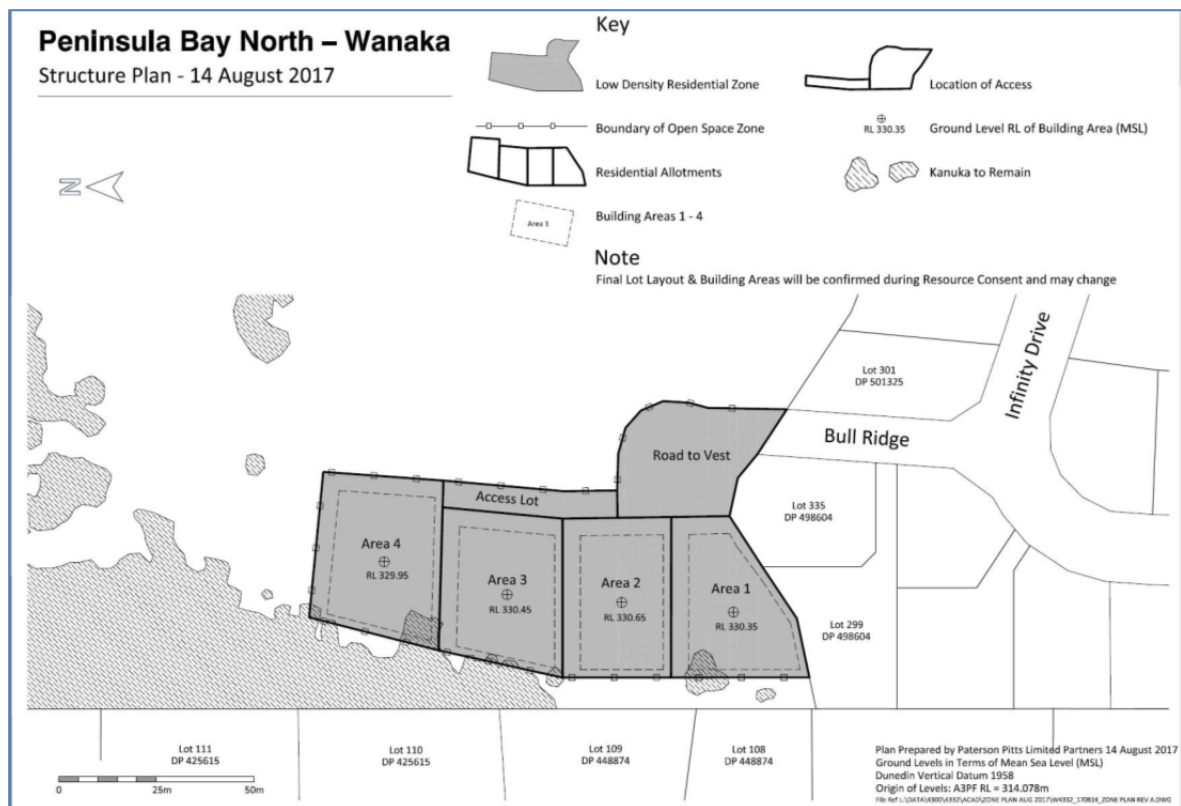 Peninsula Bay North – Wanaka
Structure Plan - 14 August 2017
Key
Low Density Residential Zone
Location of Access
Boundary of Open Space Zone
RL 330.35
Ground Level RL of Building Area (MSL)
Residential Allotments
Kanuka to Remain
Area 1
Building Areas 1 - 4
Note
Final Lot Layout & Building Areas will be confirmed during Resource Consent and may change
N
Lot 301
DP 501325
Infinity Drive
Bull Ridge
Road to Vest
Access Lot
Lot 335
DP 498604
Area 4
RL 329.95
Area 3
RL 330.45
Area 2
RL 330.65
Area 1
RL 330.35
Lot 299
DP 498604
Lot 111
DP 425615
Lot 110
DP 425615
Lot 109
DP 448874
Lot 108
DP 448874
0 25m 50m
Plan Prepared by Paterson Pitts Limited Partners 14 August 2017
Ground Levels in Terms of Mean Sea Level (MSL)
Dunedin Vertical Datum 1958
Origin of Levels: A3PF RL = 314.078m